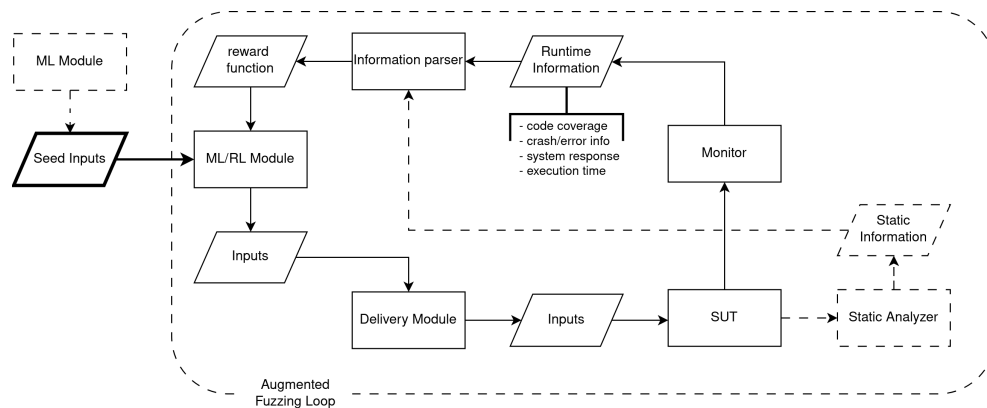 ML Module
Seed Inputs
reward
function
Information parser
Runtime
Information
- code coverage
- crash/error info
- system response
- execution time
ML/RL Module
Monitor
Inputs
Static
Information
Delivery Module
Inputs
SUT
Static Analyzer
Augmented
Fuzzing Loop